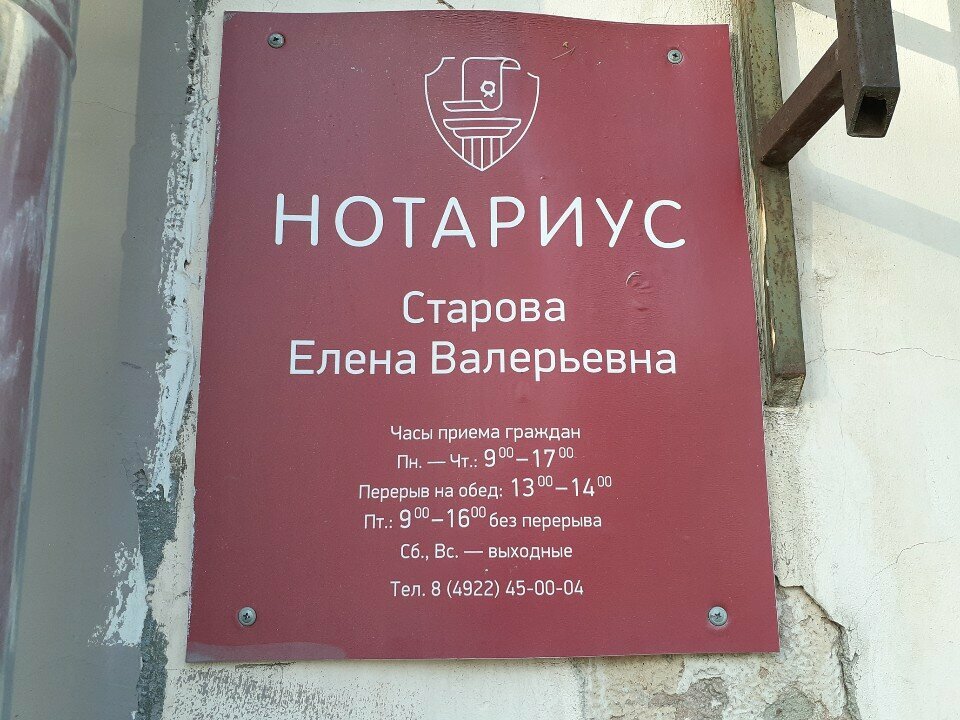 НОТАРИУС
Старова
Елена Валерьевна
Часы приема граждан
Пн. — Чт.: 9⁰⁰–17⁰⁰
Перерыв на обед: 13⁰⁰–14⁰⁰
Пт.: 9⁰⁰–16⁰⁰ без перерыва
Сб., Вс. — выходные
Тел. 8 (4922) 45-00-04